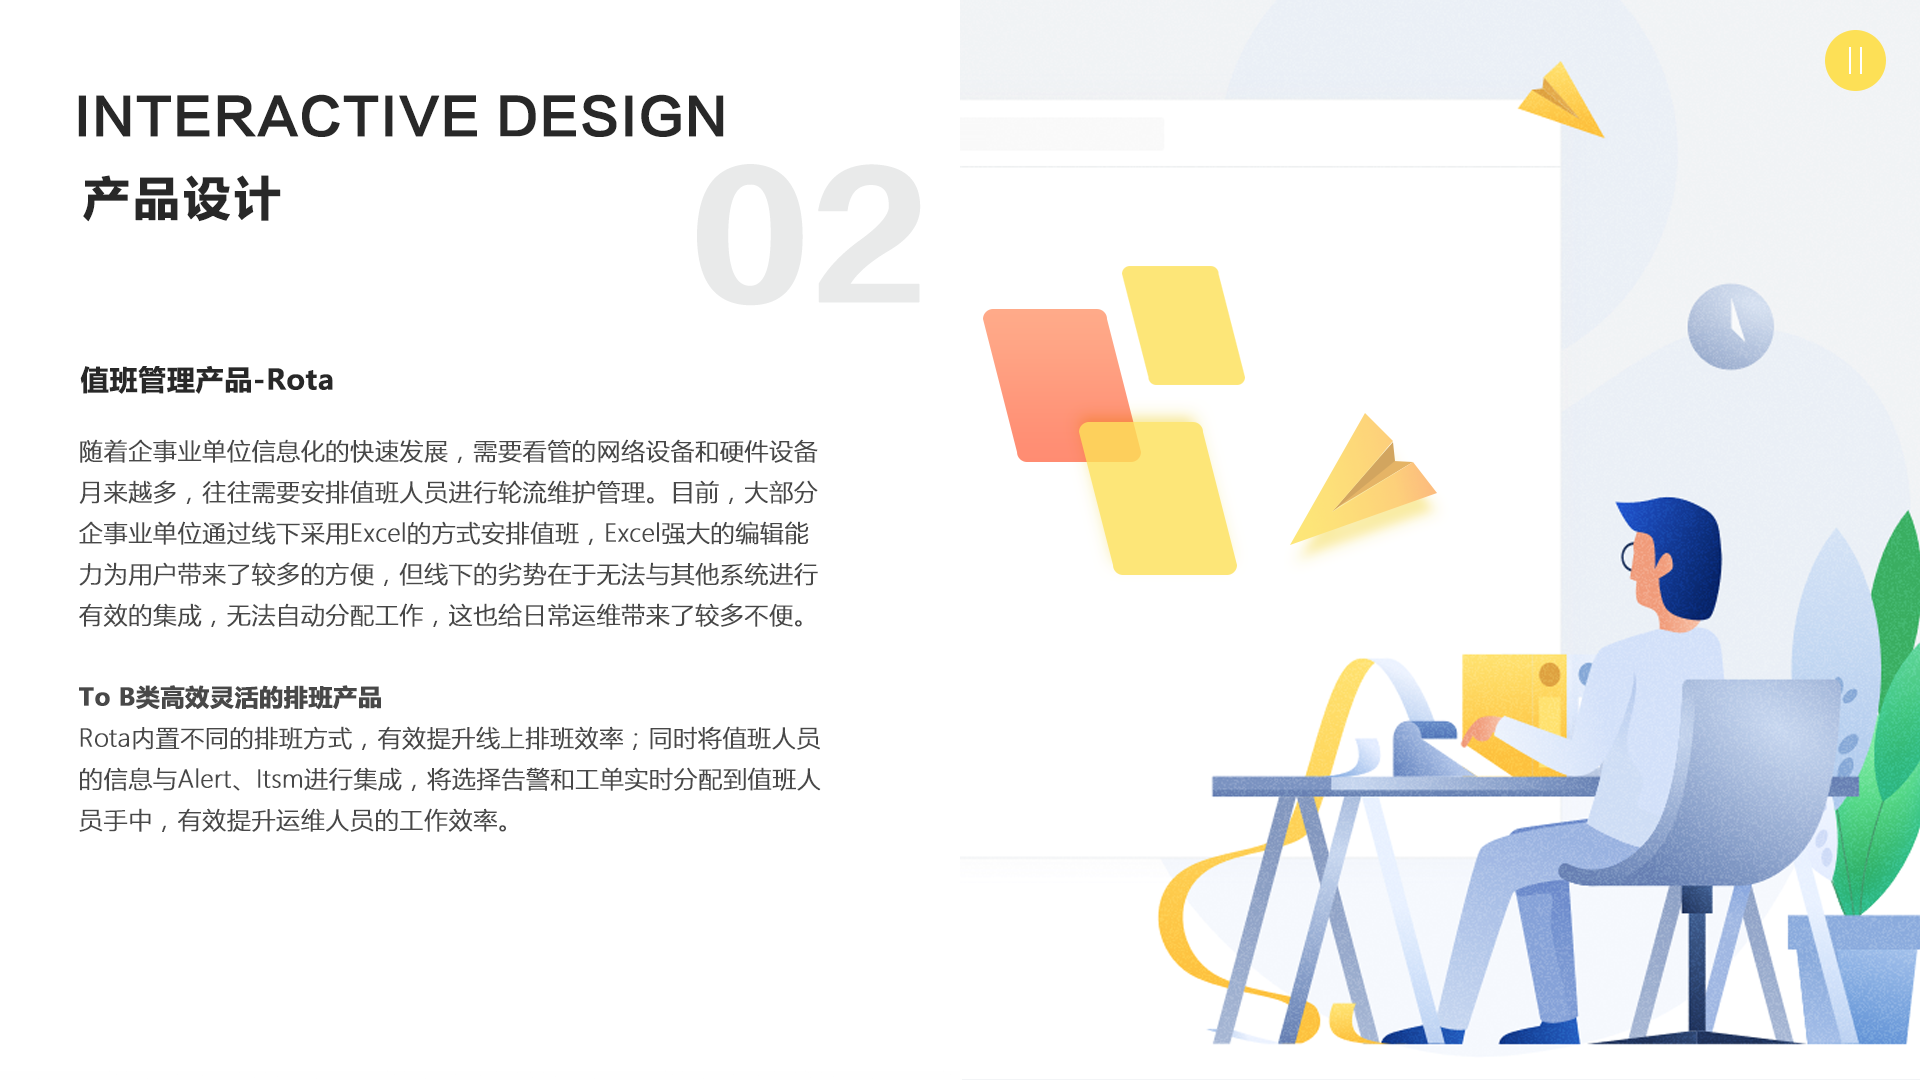 INTERACTIVE DESIGN
产品设计
02
值班管理产品-Rota
随着企事业单位信息化的快速发展，需要看管的网络设备和硬件设备
月来越多，往往需要安排值班人员进行轮流维护管理。目前，大部分
企事业单位通过线下采用Excel的方式安排值班，Excel强大的编辑能
力为用户带来了较多的方便，但线下的劣势在于无法与其他系统进行
有效的集成，无法自动分配工作，这也给日常运维带来了较多不便。
To B类高效灵活的排班产品
Rota内置不同的排班方式，有效提升线上排班效率；同时将值班人员
的信息与Alert、Itsm进行集成，将选择告警和工单实时分配到值班人
员手中，有效提升运维人员的工作效率。